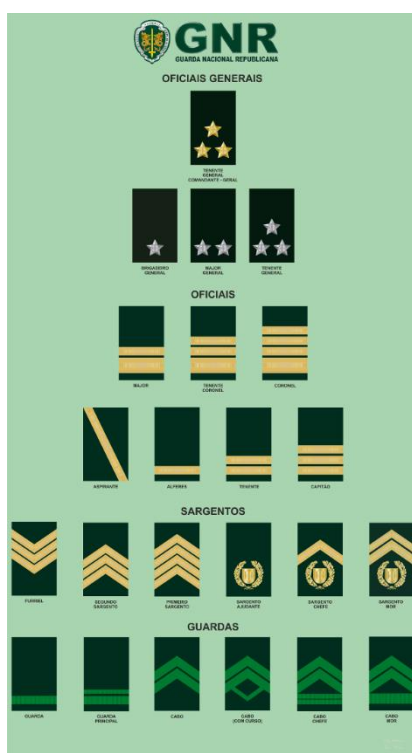 GNR
GUARDA NACIONAL REPUBLICANA
OFICIAIS GENERAIS
TENENTE
GENERAL
COMANDANTE - GERAL
BRIGADEIRO
GENERAL
MAJOR
GENERAL
TENENTE
GENERAL
OFICIAIS
MAJOR
TENENTE
CORONEL
CORONEL
ASPIRANTE
ALFERES
TENENTE
CAPITÃO
SARGENTOS
FURRIEL
SEGUNDO
SARGENTO
PRIMEIRO
SARGENTO
SARGENTO
AJUDANTE
SARGENTO
CHEFE
SARGENTO
MOR
GUARDAS
GUARDA
GUARDA
PRINCIPAL
CABO
CABO
(COM CURSO)
CABO
CHEFE
CABO
MOR